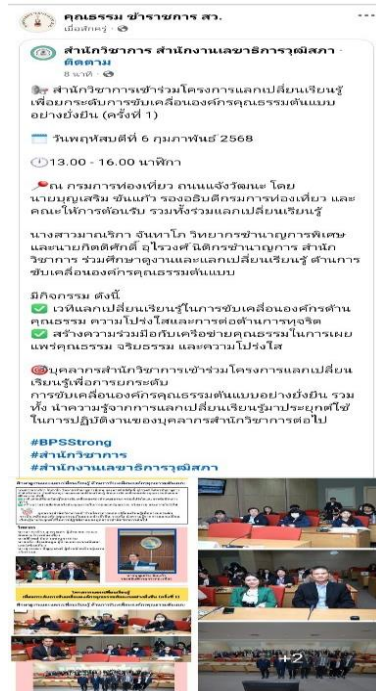 คุณธรรม ข้าราชการ สว.
เมื่อสักครู่ ·
สำนักวิชาการ สำนักงานเลขาธิการวุฒิสภา ·
ติดตาม
8 นาที ·
สำนักวิชาการเข้าร่วมโครงการแลกเปลี่ยนเรียนรู้
เพื่อยกระดับการขับเคลื่อนองค์กรคุณธรรมต้นแบบ
อย่างยั่งยืน (ครั้งที่ 1)
วันพฤหัสบดีที่ 6 กุมภาพันธ์ 2568
13.00 - 16.00 นาฬิกา
ณ กรมการท่องเที่ยว ถนนแจ้งวัฒนะ โดย
นายบุญเสริม ขันแก้ว รองอธิบดีกรมการท่องเที่ยว และ
คณะให้การต้อนรับ รวมทั้งร่วมแลกเปลี่ยนเรียนรู้
นางสาวมณริกา จันทาโภ วิทยากรชำนาญการพิเศษ
และนายกิตติศักดิ์ อุไรวงศ์ นิติกรชำนาญการ สำนัก
วิชาการ ร่วมศึกษาดูงานและแลกเปลี่ยนเรียนรู้ ด้านการ
ขับเคลื่อนองค์กรคุณธรรมต้นแบบ
มีกิจกรรม ดังนี้
✅ เวทีแลกเปลี่ยนเรียนรู้ในการขับเคลื่อนองค์กรด้าน
คุณธรรม ความโปร่งใสและการต่อต้านการทุจริต
✅ สร้างความร่วมมือกับเครือข่ายคุณธรรมในการเผย
แพร่คุณธรรม จริยธรรม และความโปร่งใส
🎯บุคลากรสำนักวิชาการเข้าร่วมโครงการแลกเปลี่ยน
เรียนรู้เพื่อการยกระดับ
การขับเคลื่อนองค์กรคุณธรรมต้นแบบอย่างยั่งยืน รวม
ทั้ง นำความรู้จากการแลกเปลี่ยนเรียนรู้มาประยุกต์ใช้
ในการปฏิบัติงานของบุคลากรสำนักวิชาการต่อไป
#BPSStrong
#สำนักวิชาการ
#สำนักงานเลขาธิการวุฒิสภา
+2